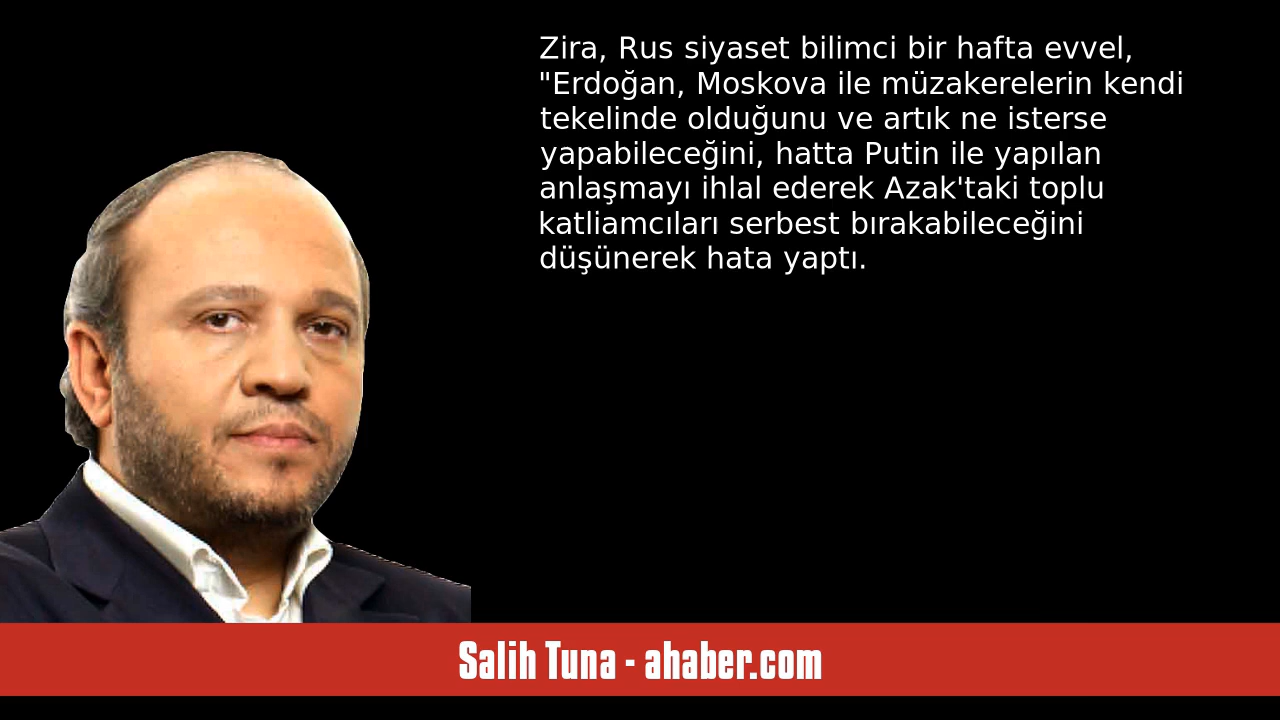 Zira, Rus siyaset bilimci bir hafta evvel,
"Erdoğan, Moskova ile müzakerelerin kendi
tekelinde olduğunu ve artık ne isterse
yapabileceğini, hatta Putin ile yapılan
anlaşmayı ihlal ederek Azak'taki toplu
katliamcıları serbest bırakabileceğini
düşünerek hata yaptı.
Salih Tuna - ahaber.com